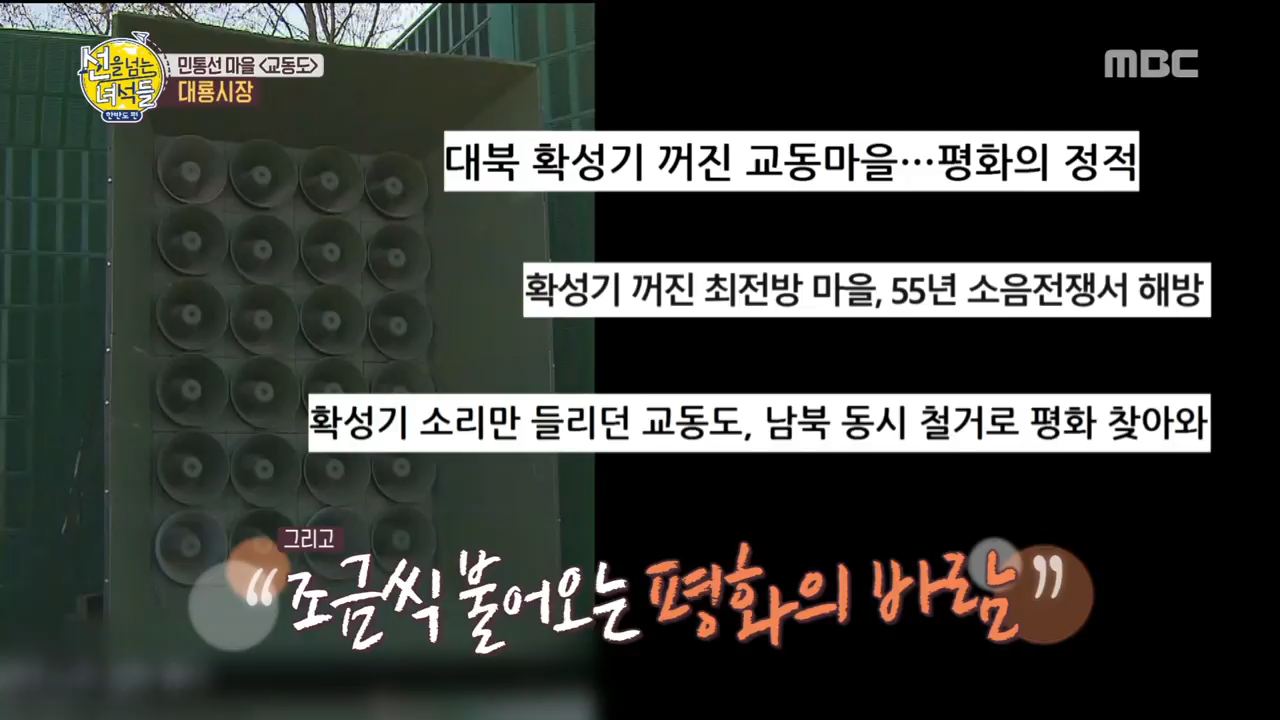 선을 넘는 녀석들
한반도 편
민통선 마을 <교동도>
대룡시장
MBC
대북 확성기 꺼진 교동마을…평화의 정적
확성기 꺼진 최전방 마을, 55년 소음전쟁서 해방
확성기 소리만 들리던 교동도, 남북 동시 철거로 평화 찾아와
그리고
“조금씩 불어오는 평화의 바람”